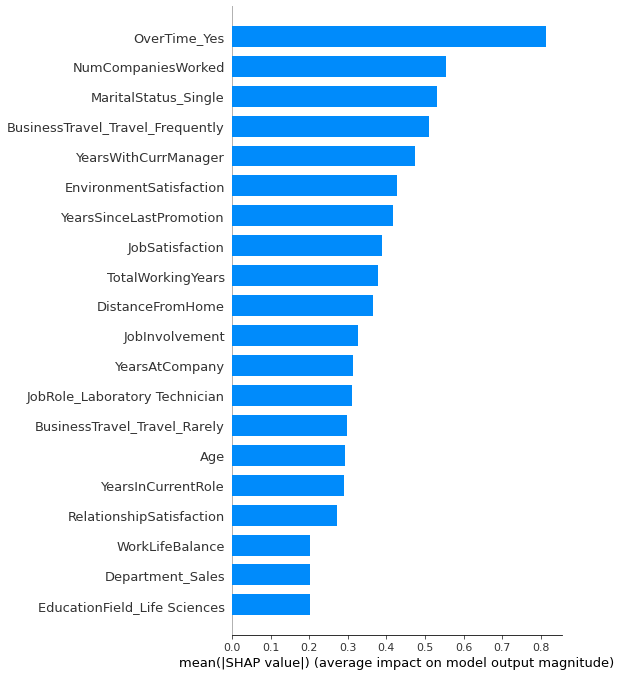 OverTime_Yes
NumCompaniesWorked
MaritalStatus_Single
BusinessTravel_Travel_Frequently
YearsWithCurrManager
EnvironmentSatisfaction
YearsSinceLastPromotion
JobSatisfaction
TotalWorkingYears
DistanceFromHome
JobInvolvement
YearsAtCompany
JobRole_Laboratory Technician
BusinessTravel_Travel_Rarely
Age
YearsInCurrentRole
RelationshipSatisfaction
WorkLifeBalance
Department_Sales
EducationField_Life Sciences
0.0 0.1 0.2 0.3 0.4 0.5 0.6 0.7 0.8
mean(|SHAP value|) (average impact on model output magnitude)